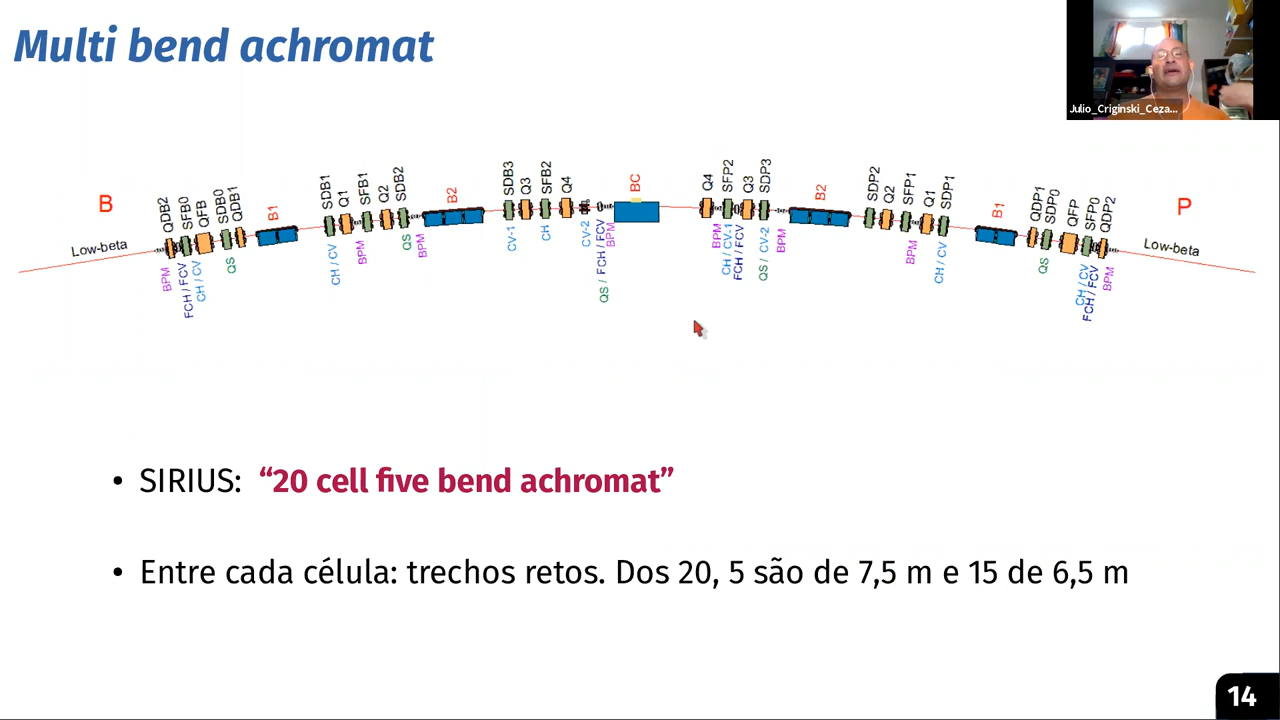 Multi bend achromat
Julio_Criginski_Ceza...
B
Low-beta
QDB2
SFB0
QFB
SDB0
QDB1
B1
SDB1
Q1
SFB1
Q2
SDB2
B2
SDB3
Q3
SFB2
Q4
BC
Q4
SFP2
Q3
SDP3
B2
SDP2
Q2
SFP1
Q1
SDP1
B1
QDP1
SDP0
QFP
SFP0
QDP2
P
Low-beta
BPM
FCH / FCV
CH / CV
QS
CH / CV
BPM
QS
BPM
CV-1
CH
CV-2
QS / FCH / FCV
BPM
BPM
CH / CV-1
FCH / FCV
QS / CV-2
BPM
BPM
CH / CV
QS
CH / CV
FCH / FCV
BPM
• SIRIUS: “20 cell five bend achromat”
• Entre cada célula: trechos retos. Dos 20, 5 são de 7,5 m e 15 de 6,5 m
14